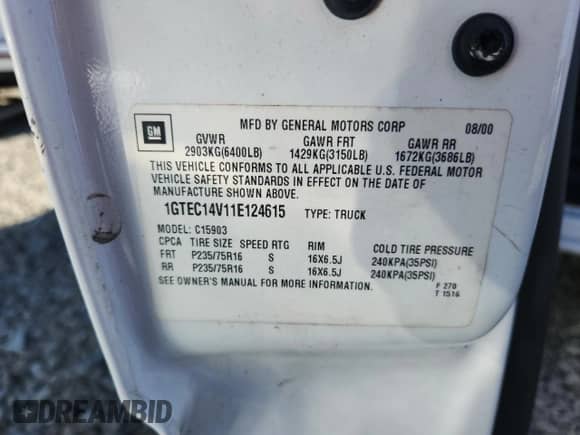 MFD BY GENERAL MOTORS CORP 08/00
GM
GVWR GAWR FRT GAWR RR
2903KG(6400LB) 1429KG(3150LB) 1672KG(3686LB)
THIS VEHICLE CONFORMS TO ALL APPLICABLE U.S. FEDERAL MOTOR
VEHICLE SAFETY STANDARDS IN EFFECT ON THE DATE OF
MANUFACTURE SHOWN ABOVE.
1GTEC14V11E124615 TYPE: TRUCK
MODEL: C15903
CPCA TIRE SIZE SPEED RTG RIM COLD TIRE PRESSURE
FRT P235/75R16 S 16X6.5J 240KPA(35PSI)
RR P235/75R16 S 16X6.5J 240KPA(35PSI)
SEE OWNER'S MANUAL FOR MORE INFORMATION.
F 270
T 1516
DREAMBID